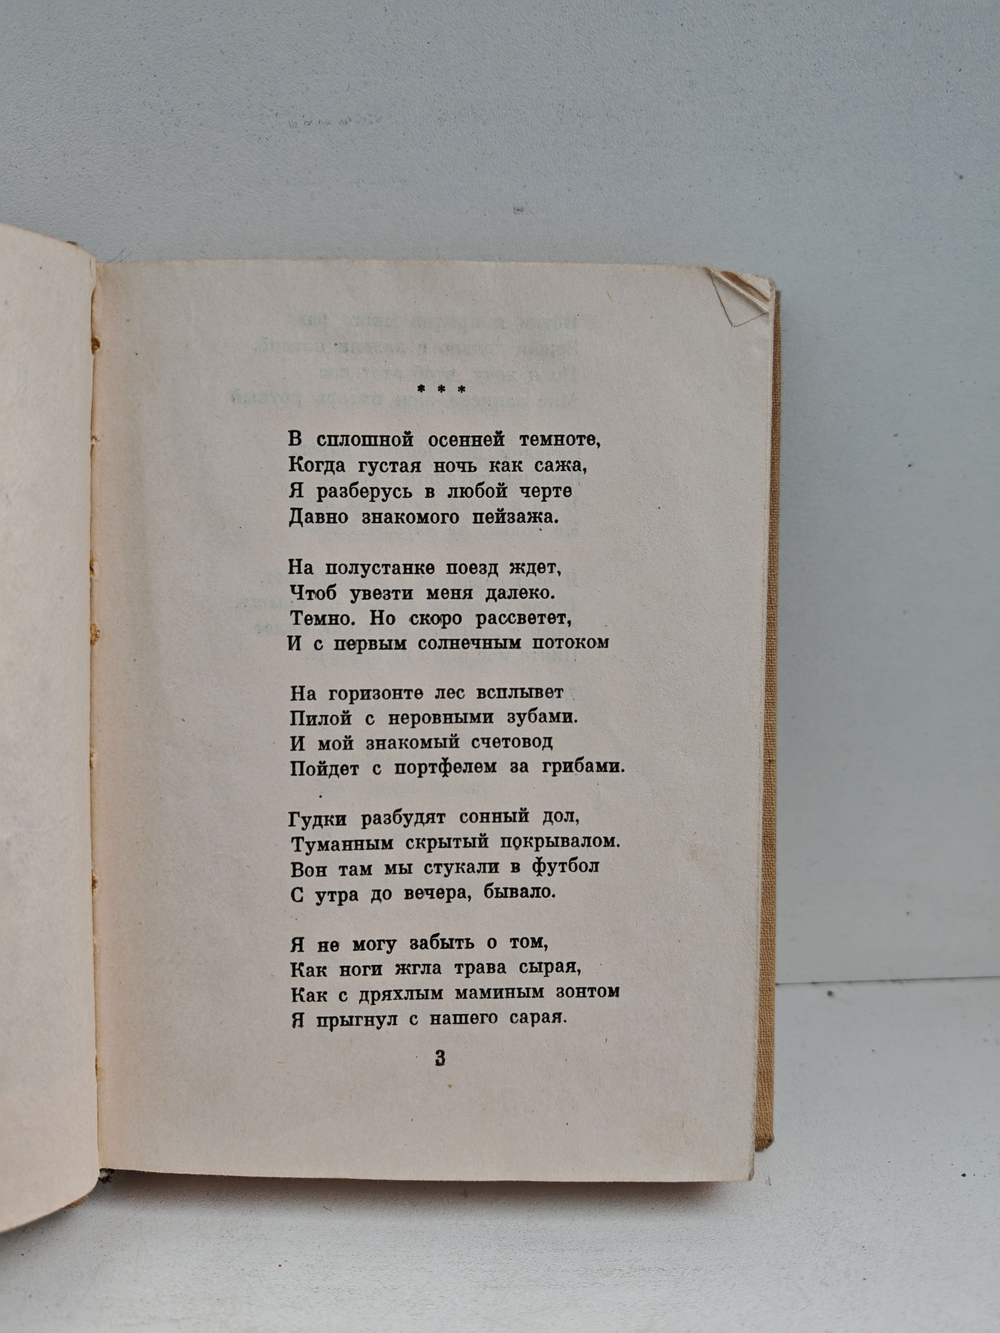 * * *
В сплошной осенней темноте,
Когда густая ночь как сажа,
Я разберусь в любой черте
Давно знакомого пейзажа.
На полустанке поезд ждет,
Чтоб увезти меня далеко.
Темно. Но скоро рассветет,
И с первым солнечным потоком
На горизонте лес всплывет
Пилой с неровными зубами.
И мой знакомый счетовод
Пойдет с портфелем за грибами.
Гудки разбудят сонный дол,
Туманным скрытый покрывалом.
Вон там мы стукали в футбол
С утра до вечера, бывало.
Я не могу забыть о том,
Как ноги жгла трава сырая,
Как с дряхлым маминым зонтом
Я прыгнул с нашего сарая.
3